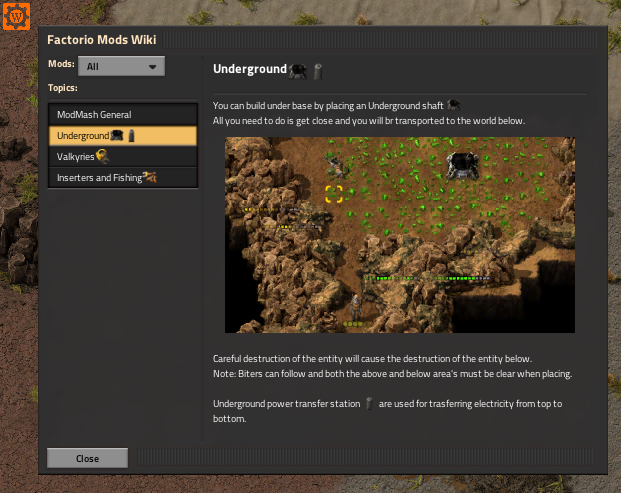 Factorio Mods Wiki
Mods: All
Topics:
ModMash General
Underground
Valkyries
Inserters and Fishing
Underground
You can build under base by placing an Underground shaft
All you need to do is get close and you will br transported to the world below.
Careful destruction of the entity will cause the destruction of the entity below.
Note: Biters can follow and both the above and below area's must be clear when placing.
Underground power transfer station are used for trasferring electricity from top to
bottom.
Close